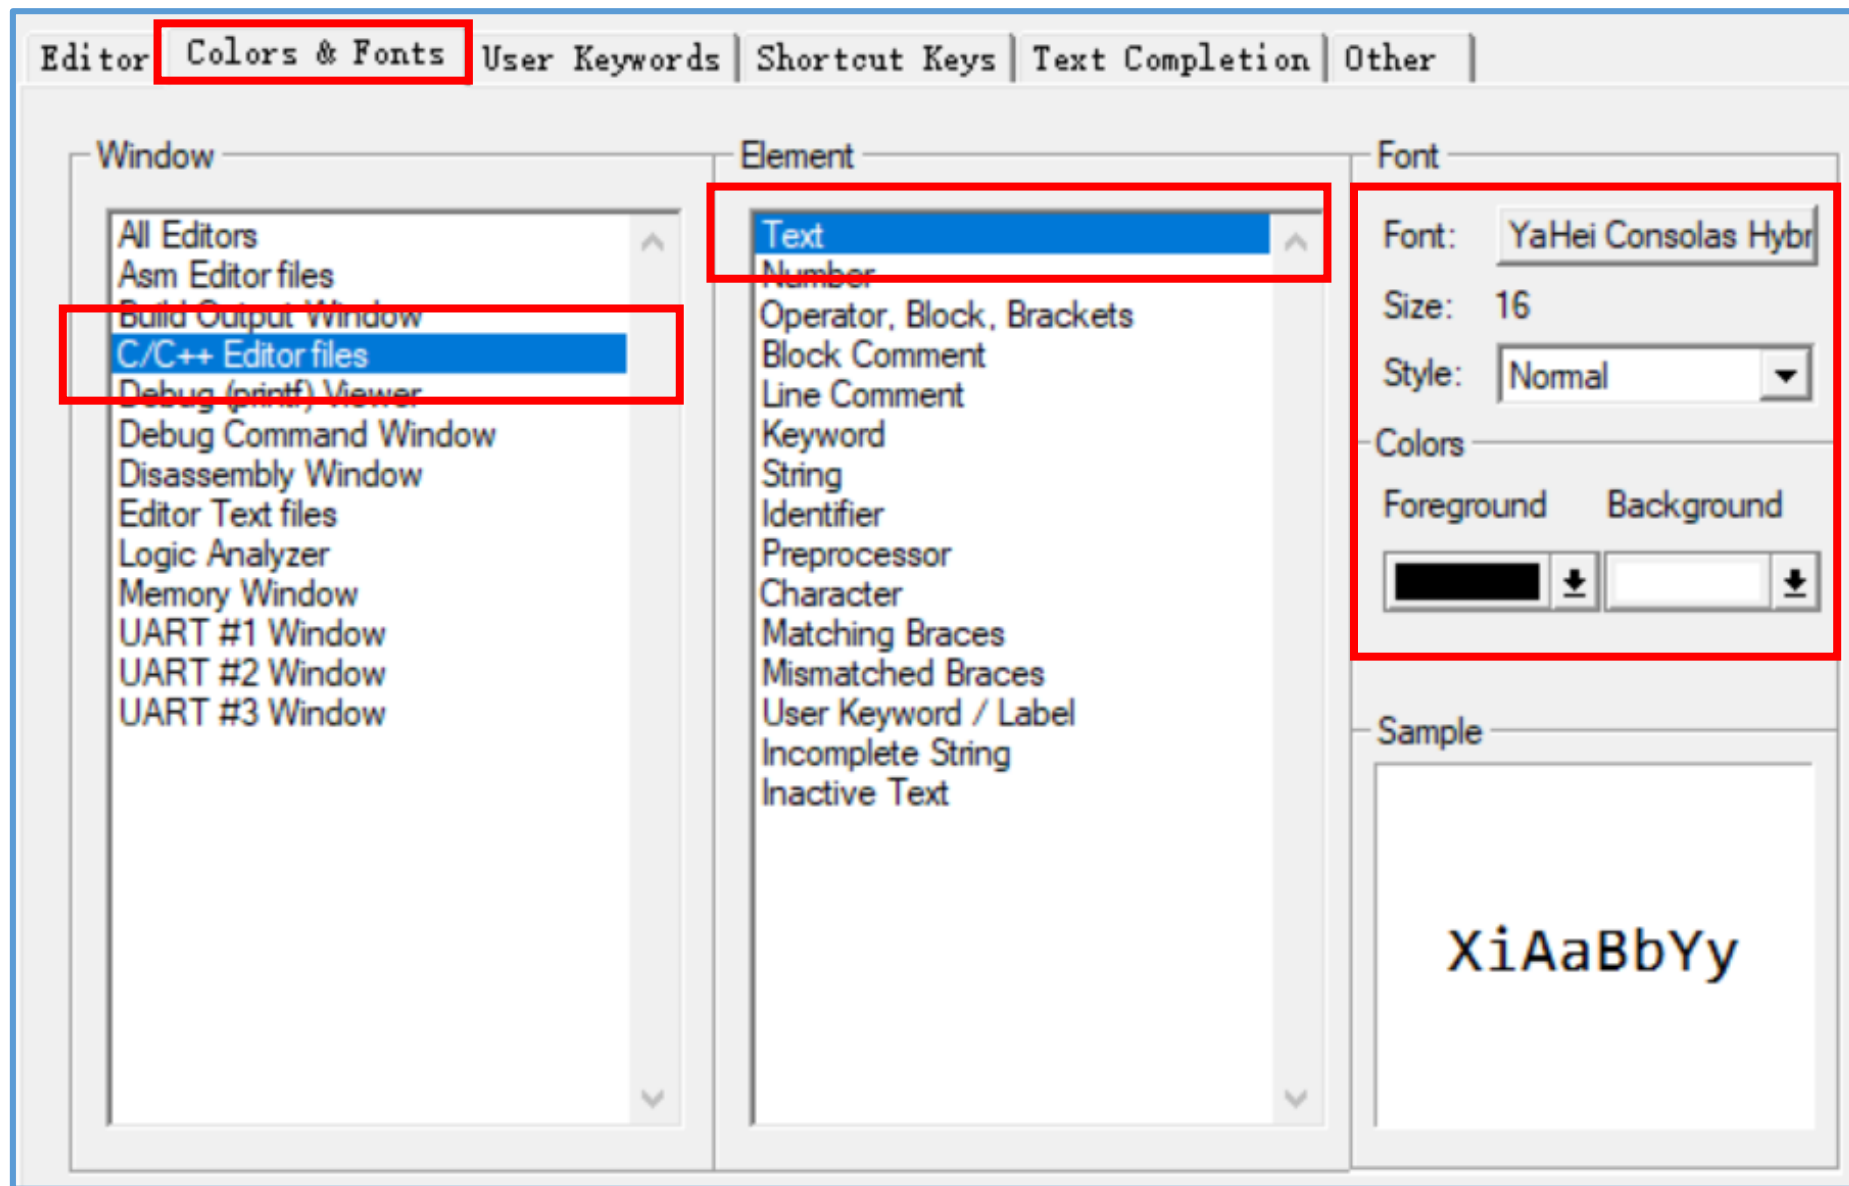 Editor Colors & Fonts User Keywords Shortcut Keys Text Completion Other
Window
All Editors
Asm Editor files
Build Output Window
C/C++ Editor files
Debug (printf) Viewer
Debug Command Window
Disassembly Window
Editor Text files
Logic Analyzer
Memory Window
UART #1 Window
UART #2 Window
UART #3 Window
Element
Text
Number
Operator, Block, Brackets
Block Comment
Line Comment
Keyword
String
Identifier
Preprocessor
Character
Matching Braces
Mismatched Braces
User Keyword / Label
Incomplete String
Inactive Text
Font
Font: YaHei Consolas Hybr
Size: 16
Style: Normal
Colors
Foreground Background
Sample
XiAaBbYy